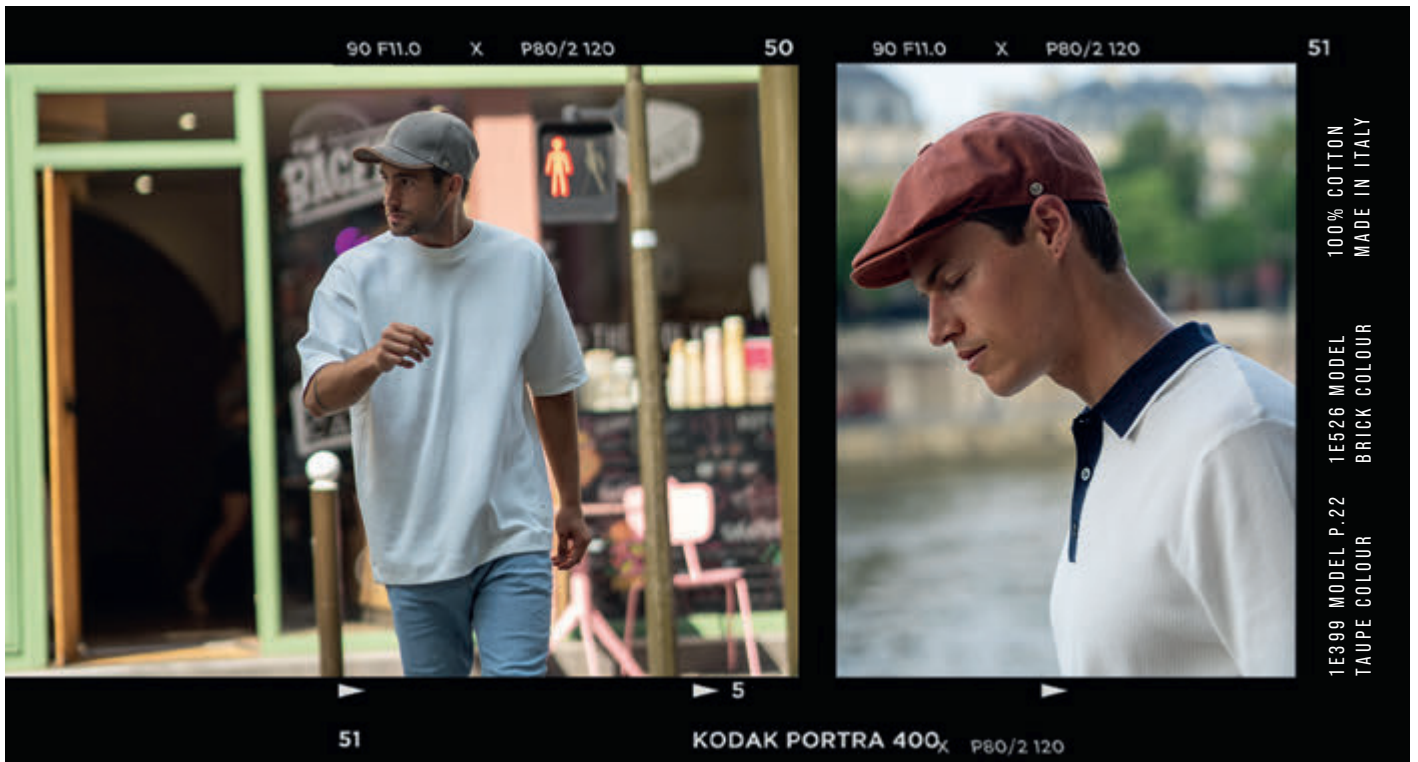 90 F11.0 X P80/2 120 50
90 F11.0 X P80/2 120 51
5
51
KODAK PORTRA 400 X P80/2 120
1E399 MODEL P.22 1E526 MODEL 100% COTTON
TAUPE COLOUR BRICK COLOUR MADE IN ITALY